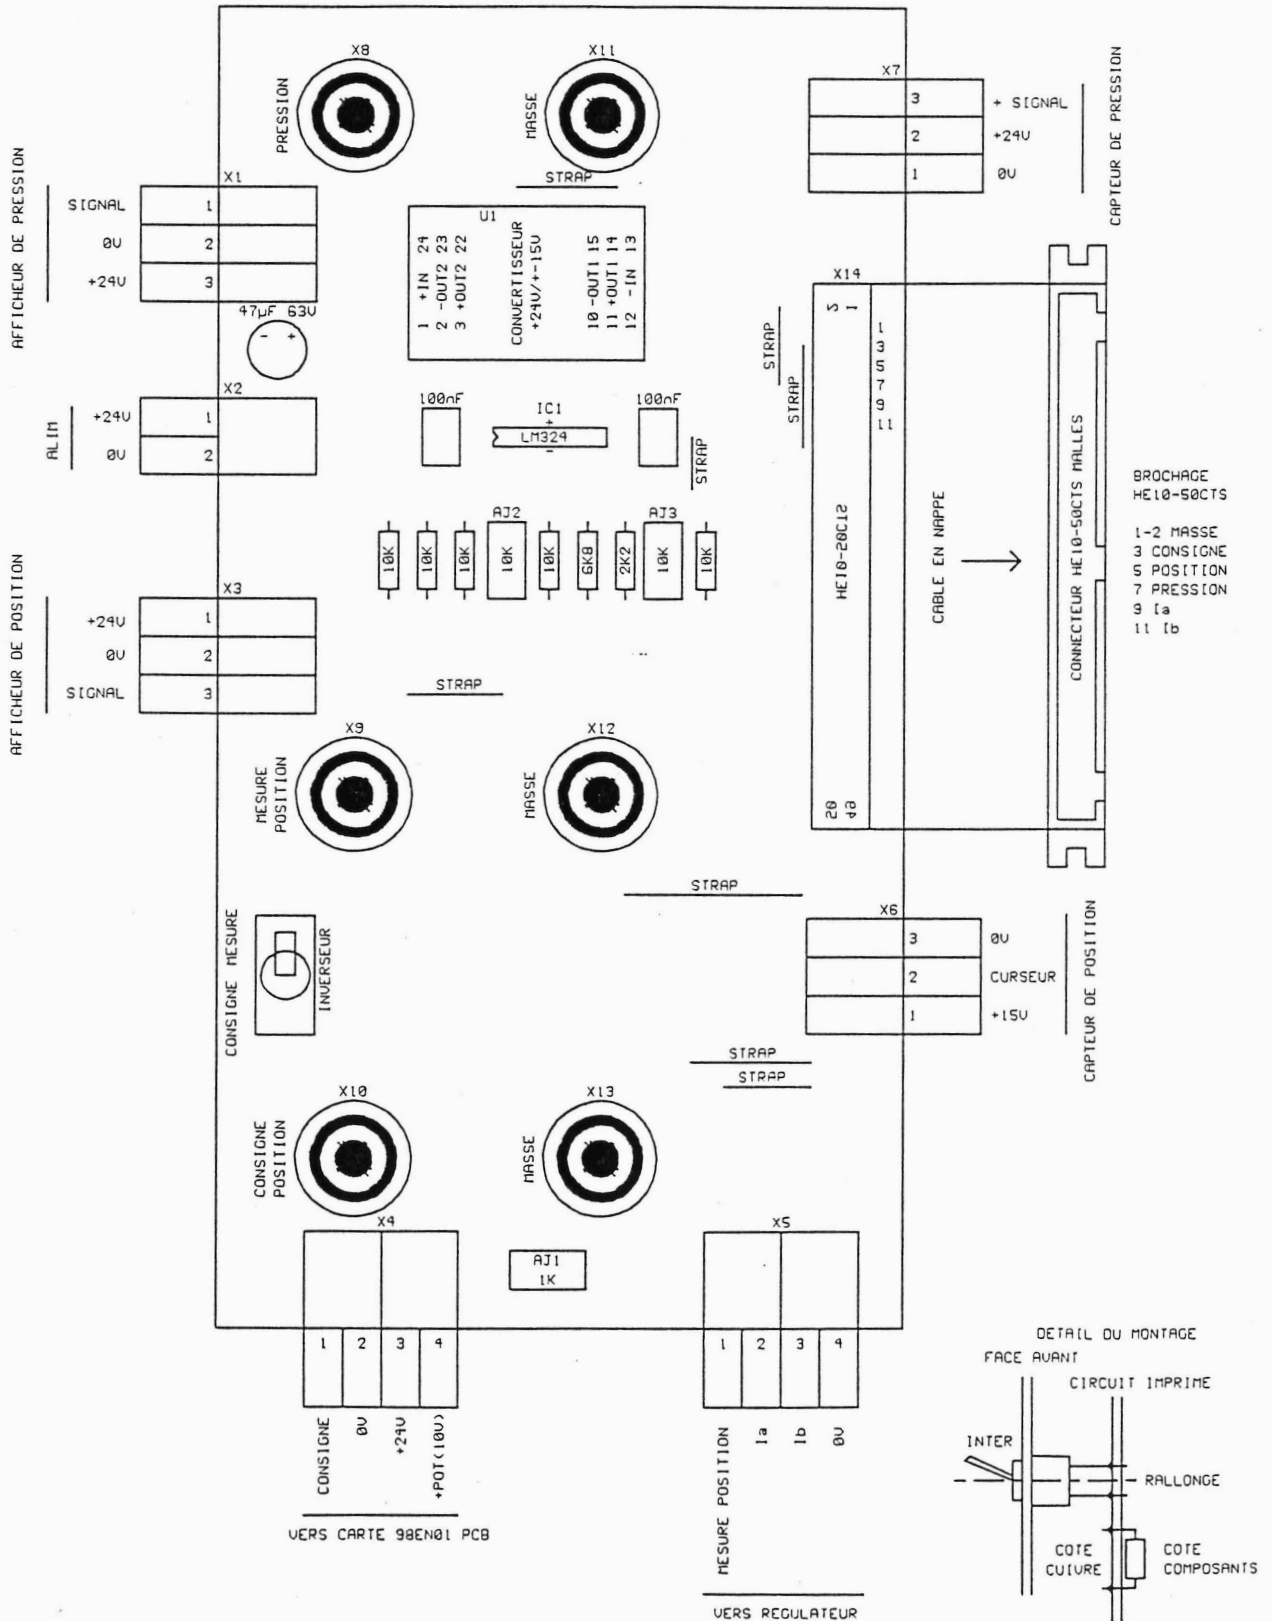 X8
PRESSION
X11
MASSE
STRAP
X7
3 + SIGNAL
2 +24V
1 0V
CAPTEUR DE PRESSION
AFFICHEUR DE PRESSION
X1
SIGNAL 1
0V 2
+24V 3
47µF 63V
- +
U1
1 +IN 24
2 -OUT2 23
3 +OUT2 22
CONVERTISSEUR
+24V/+-15V
10 -OUT1 15
11 +OUT1 14
12 -IN 13
X14
2
1
1
3
5
7
9
11
STRAP
STRAP
HE10-20C12
20
CABLE EN NAPPE
CONNECTEUR HE10-50CTS MALLES
BROCHAGE
HE10-50CTS
1-2 MASSE
3 CONSIGNE
5 POSITION
7 PRESSION
9 Ia
11 Ib
ALIM
X2
+24V 1
0V 2
100nF
IC1
+
LM324
-
100nF
STRAP
10K
10K
10K
AJ2
10K
10K
6K8
2K2
AJ3
10K
10K
AFFICHEUR DE POSITION
X3
+24V 1
0V 2
SIGNAL 3
STRAP
X9
MESURE
POSITION
X12
MASSE
STRAP
CONSIGNE MESURE
INVERSEUR
X6
3 0V
2 CURSEUR
1 +15V
CAPTEUR DE POSITION
STRAP
STRAP
X10
CONSIGNE
POSITION
X13
MASSE
X4
AJ1
1K
X5
1 2 3 4
CONSIGNE
0V
+24V
+POT(10V)
VERS CARTE 98EN01 PCB
1 2 3 4
MESURE POSITION
Ia
Ib
0V
VERS REGULATEUR
DETAIL DU MONTAGE
FACE AVANT
CIRCUIT IMPRIME
INTER
RALLONGE
COTE
CUIVRE
COTE
COMPOSANTS